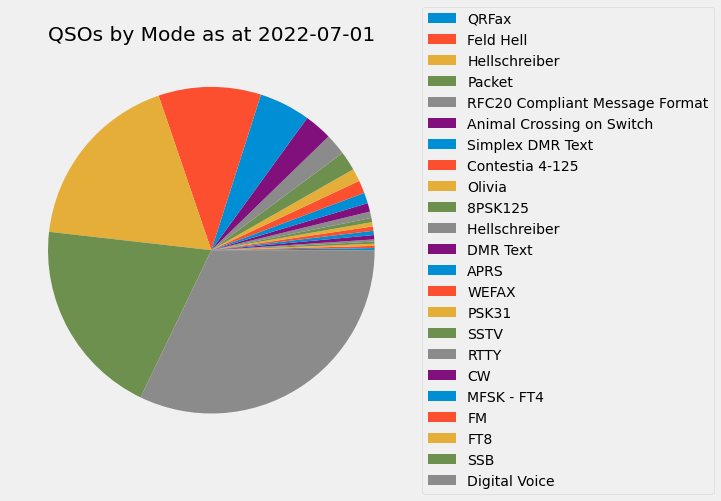 QSOs by Mode as at 2022-07-01
QRFax
Feld Hell
Hellschreiber
Packet
RFC20 Compliant Message Format
Animal Crossing on Switch
Simplex DMR Text
Contestia 4-125
Olivia
8PSK125
Hellschreiber
DMR Text
APRS
WEFAX
PSK31
SSTV
RTTY
CW
MFSK - FT4
FM
FT8
SSB
Digital Voice